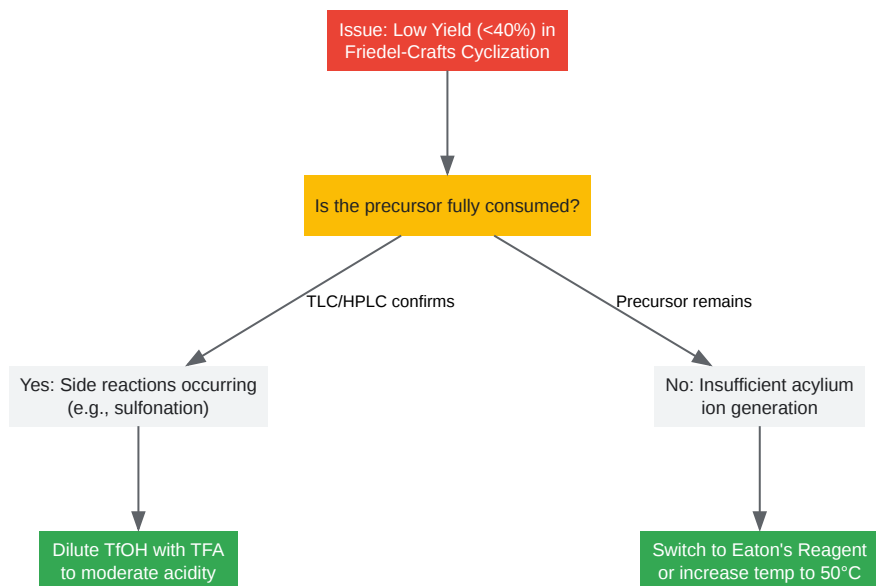 Issue: Low Yield (<40%) in
Friedel-Crafts Cyclization
Is the precursor fully consumed?
TLC/HPLC confirms
Precursor remains
Yes: Side reactions occurring
(e.g., sulfonation)
No: Insufficient acylium
ion generation
Dilute TfOH with TFA
to moderate acidity
Switch to Eaton's Reagent
or increase temp to 50°C